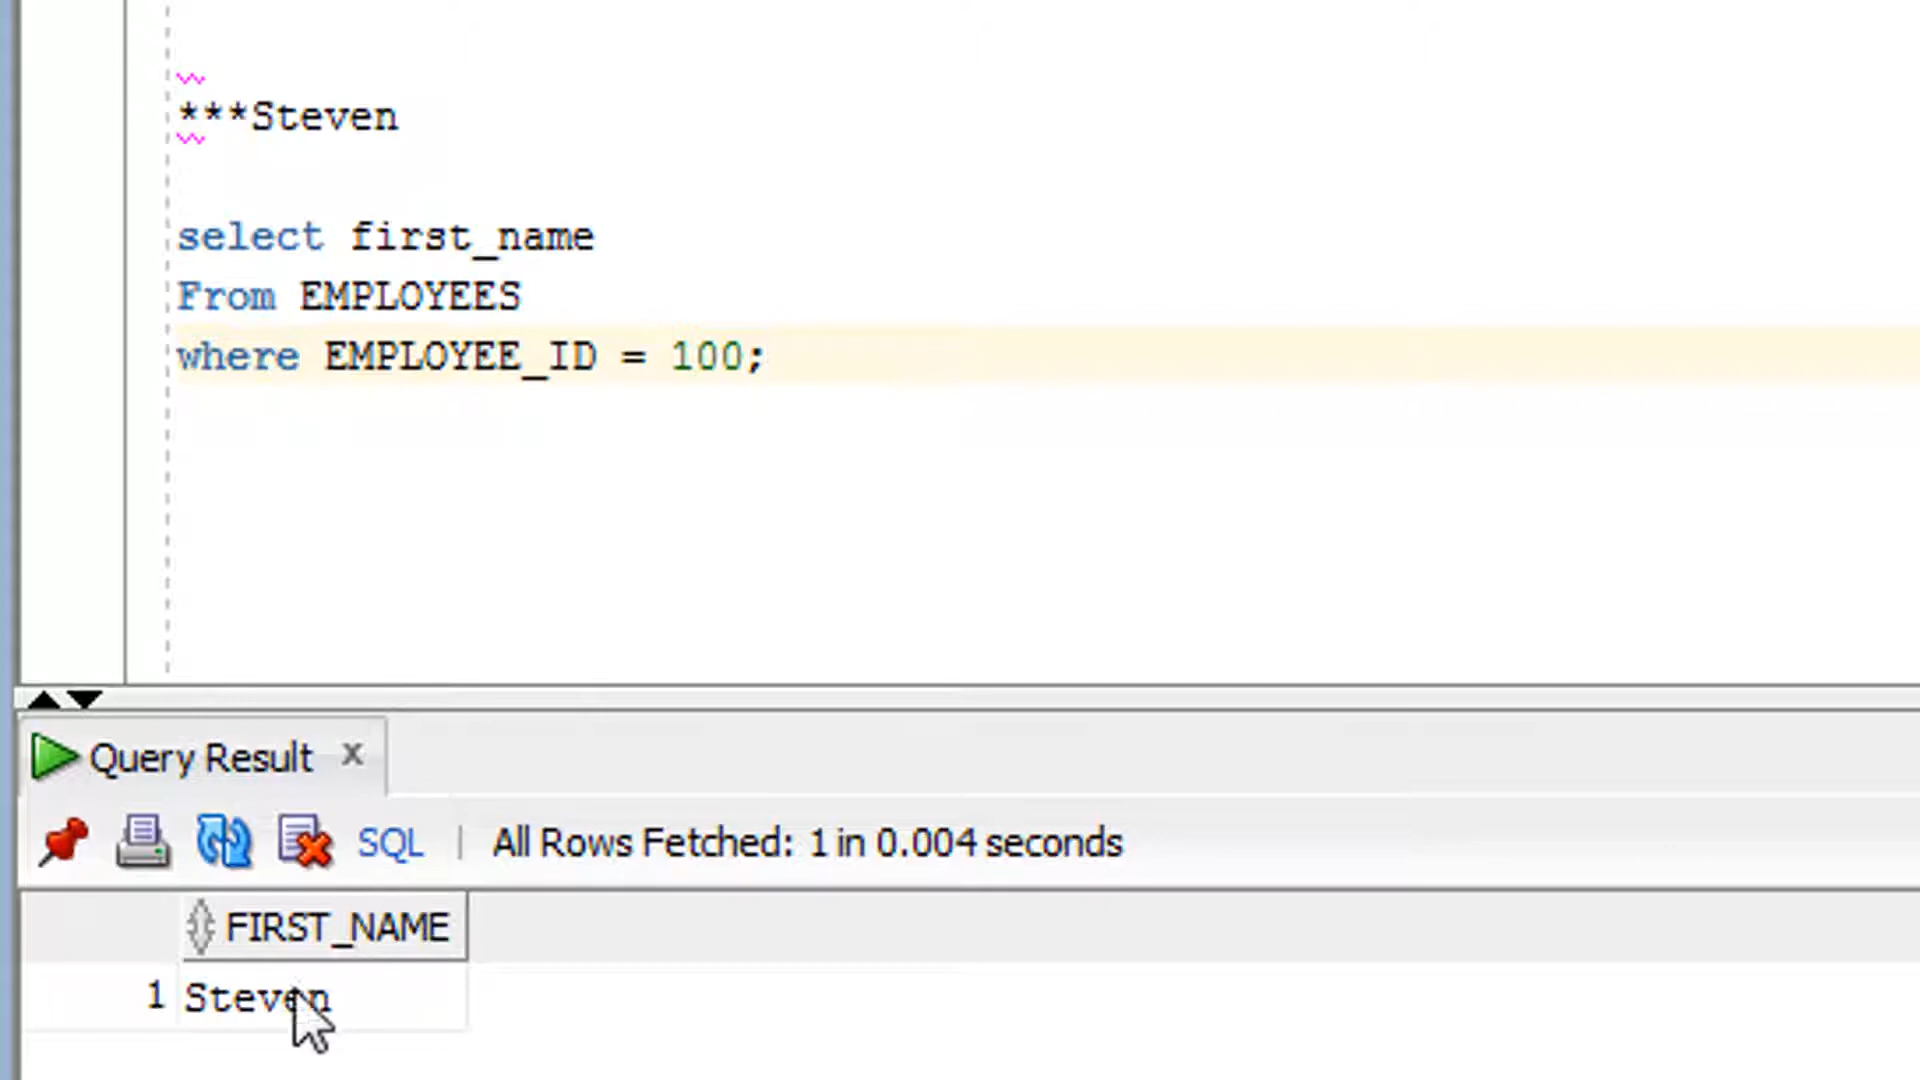 ***Steven
select first_name
From EMPLOYEES
where EMPLOYEE_ID = 100;
Query Result x
SQL | All Rows Fetched: 1 in 0.004 seconds
FIRST_NAME
1 Steven